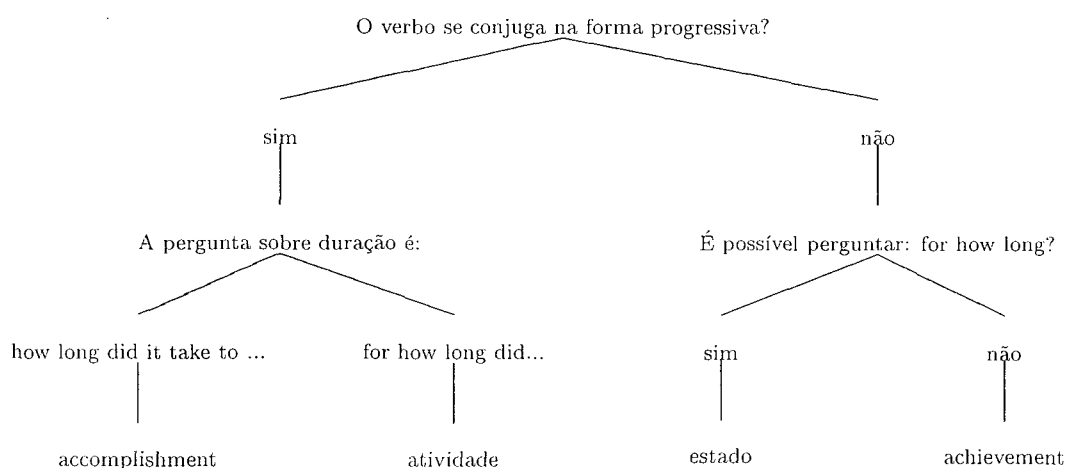 O verbo se conjuga na forma progressiva?
sim
não
A pergunta sobre duração é:
É possível perguntar: for how long?
how long did it take to ...
for how long did...
sim
não
accomplishment
atividade
estado
achievement